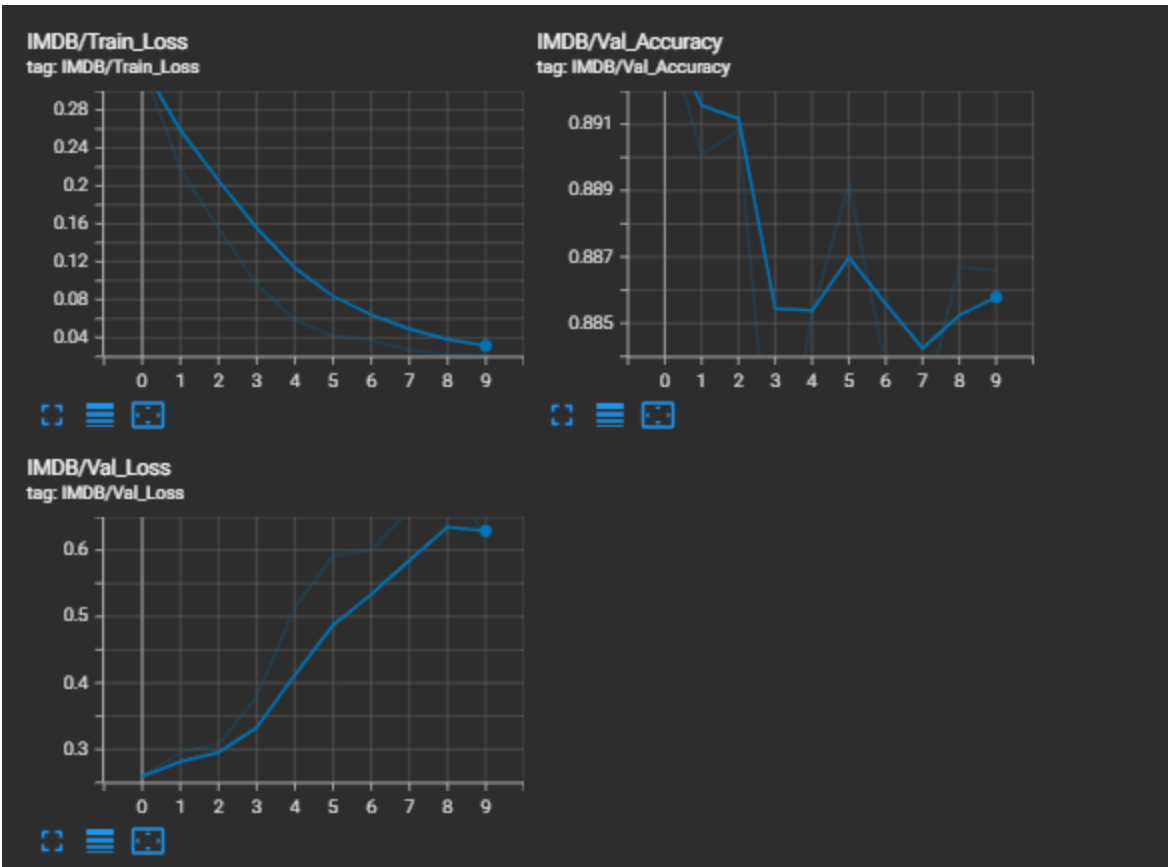 IMDB/Train_Loss
tag: IMDB/Train_Loss
0.28
0.24
0.2
0.16
0.12
0.08
0.04
0 1 2 3 4 5 6 7 8 9
IMDB/Val_Accuracy
tag: IMDB/Val_Accuracy
0.891
0.889
0.887
0.885
0 1 2 3 4 5 6 7 8 9
IMDB/Val_Loss
tag: IMDB/Val_Loss
0.6
0.5
0.4
0.3
0 1 2 3 4 5 6 7 8 9